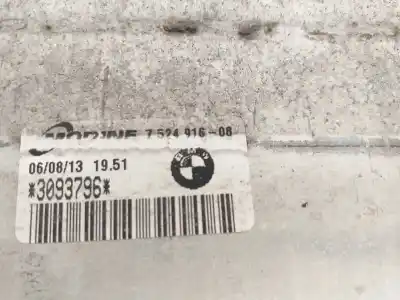 MODINE 7 524 916-08
06/08/13 19.51
*3093796*
BMW